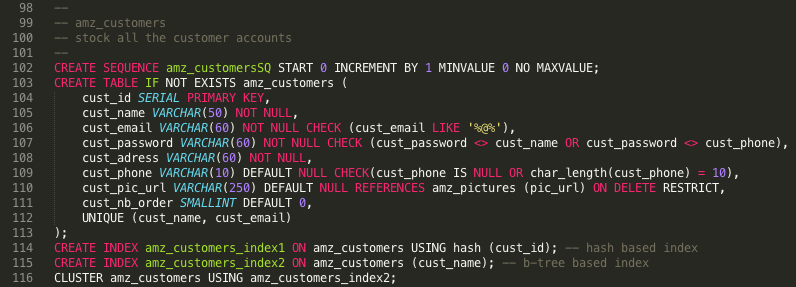 98 --
99 -- amz_customers
100 -- stock all the customer accounts
101 --
102 CREATE SEQUENCE amz_customersSQ START 0 INCREMENT BY 1 MINVALUE 0 NO MAXVALUE;
103 CREATE TABLE IF NOT EXISTS amz_customers (
104 cust_id SERIAL PRIMARY KEY,
105 cust_name VARCHAR(50) NOT NULL,
106 cust_email VARCHAR(60) NOT NULL CHECK (cust_email LIKE '%@%'),
107 cust_password VARCHAR(60) NOT NULL CHECK (cust_password <> cust_name OR cust_password <> cust_phone),
108 cust_adress VARCHAR(60) NOT NULL,
109 cust_phone VARCHAR(10) DEFAULT NULL CHECK(cust_phone IS NULL OR char_length(cust_phone) = 10),
110 cust_pic_url VARCHAR(250) DEFAULT NULL REFERENCES amz_pictures (pic_url) ON DELETE RESTRICT,
111 cust_nb_order SMALLINT DEFAULT 0,
112 UNIQUE (cust_name, cust_email)
113 );
114 CREATE INDEX amz_customers_index1 ON amz_customers USING hash (cust_id); -- hash based index
115 CREATE INDEX amz_customers_index2 ON amz_customers (cust_name); -- b-tree based index
116 CLUSTER amz_customers USING amz_customers_index2;